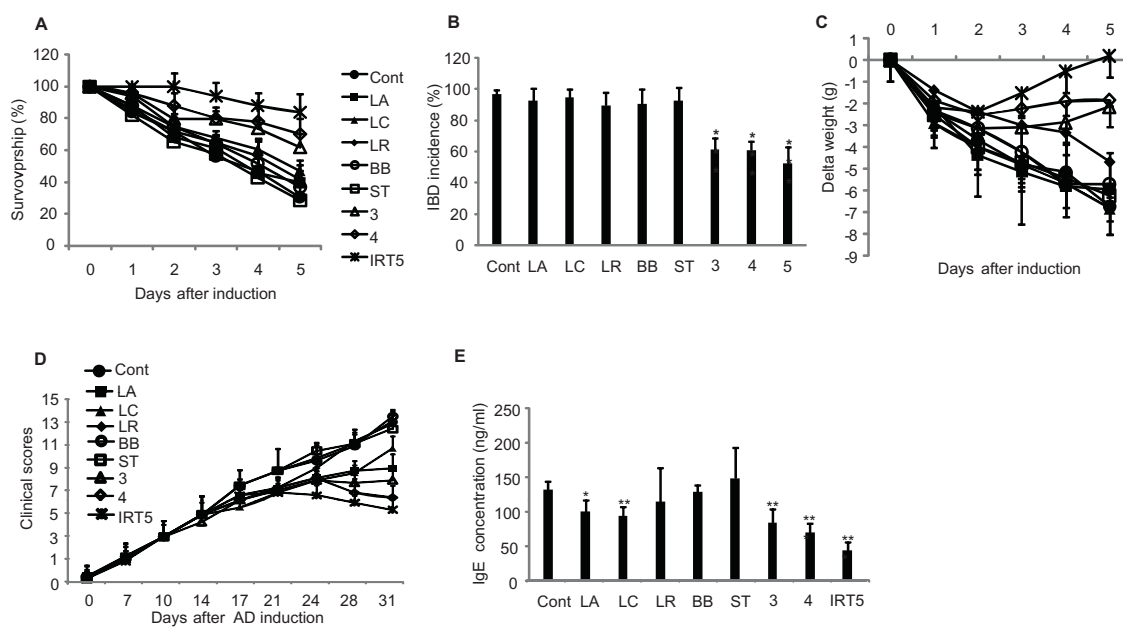 A
Survovprship (%)
120
100
80
60
40
20
0
0 1 2 3 4 5
Days after induction
Cont
LA
LC
LR
BB
ST
3
4
IRT5
B
IBD incidence (%)
120
100
80
60
40
20
0
* * *
Cont LA LC LR BB ST 3 4 5
C
Delta weight (g)
0 1 2 3 4 5
1
0
-1
-2
-3
-4
-5
-6
-7
-8
-9
Days after induction
D
Cont
LA
LC
LR
BB
ST
3
4
IRT5
Clinical scores
15
13
11
9
7
5
3
1
0
0 7 10 14 17 21 24 28 31
Days after AD induction
E
IgE concentration (ng/ml)
250
200
150
100
50
0
* ** ** ** **
Cont LA LC LR BB ST 3 4 IRT5